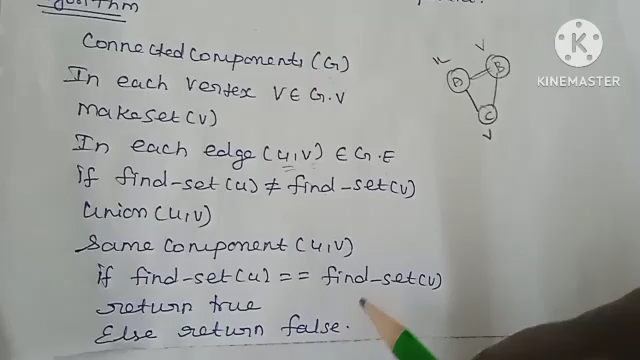 gorithm
Connected components (G)
In each vertex V ∈ G.V
makeset (V)
In each edge (u,v) ∈ G.E
if find-set (u) ≠ find-set (v)
union (u,v)
Same component (u,v)
if find-set (u) == find-set (v)
return true
Else return false.
u
V
B
D
C
V
K
KINEMASTER